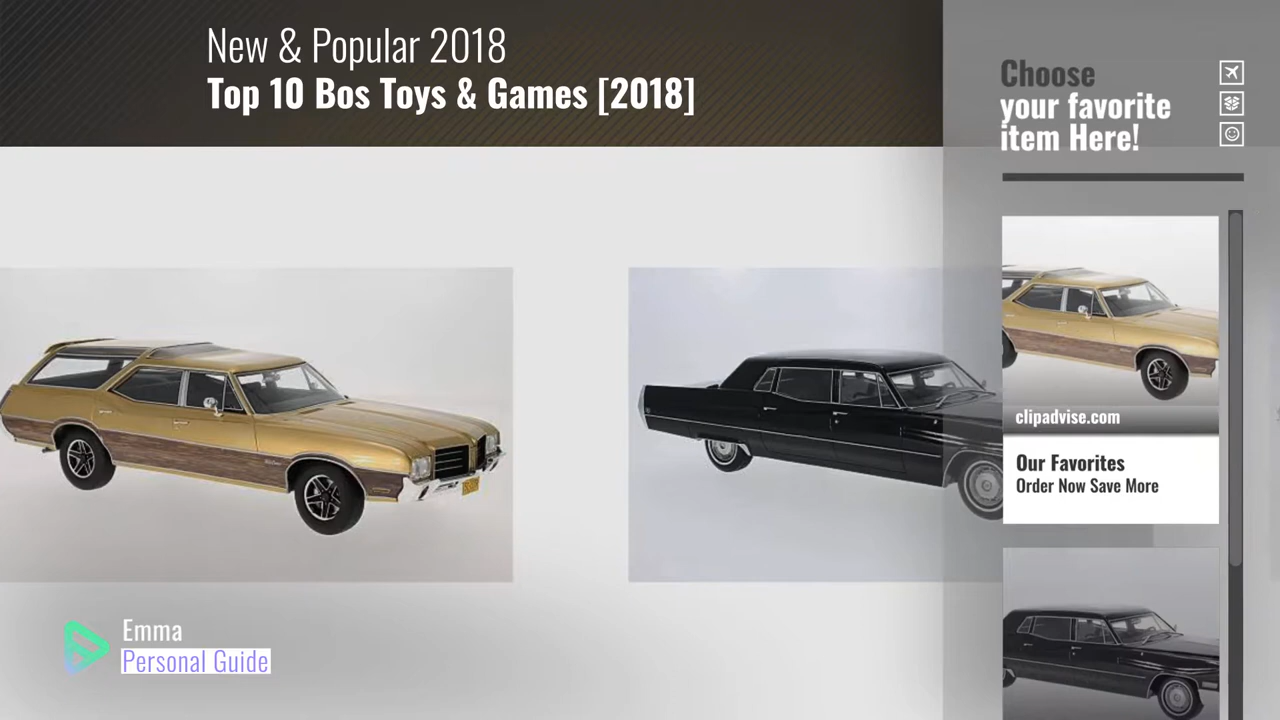 New & Popular 2018
Top 10 Bos Toys & Games [2018]
Choose
your favorite
item Here!
clipadvise.com
Our Favorites
Order Now Save More
Emma
Personal Guide